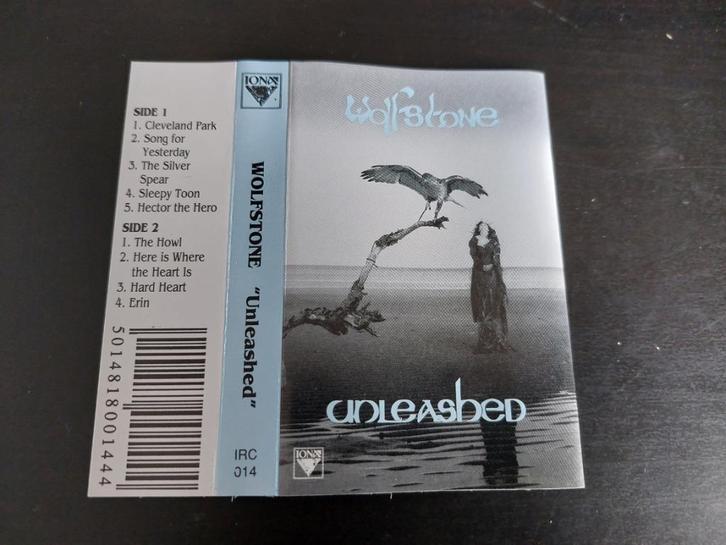 SIDE 1
1. Cleveland Park
2. Song for
Yesterday
3. The Silver
Spear
4. Sleepy Toon
5. Hector the Hero
SIDE 2
1. The Howl
2. Here is Where
the Heart Is
3. Hard Heart
4. Erin
5014818001444
IONA
WOLFSTONE "Unleashed"
IRC
014
Wolfstone
unleashed
IONA